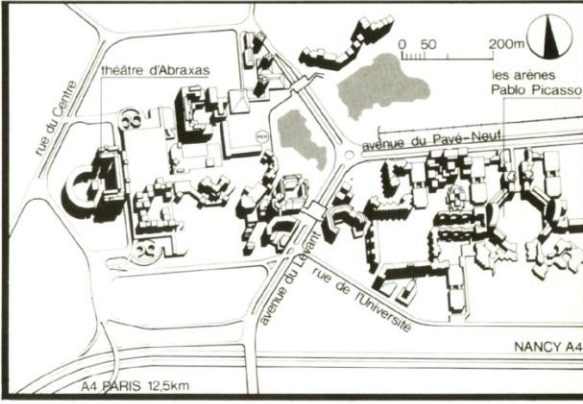 0 50 200m
théâtre d'Abraxas
les arènes
Pablo Picasso
rue du Centre
avenue du Pavé-Neuf
avenue du Levant
rue de l'Université
NANCY A4
A4 PARIS 12,5km